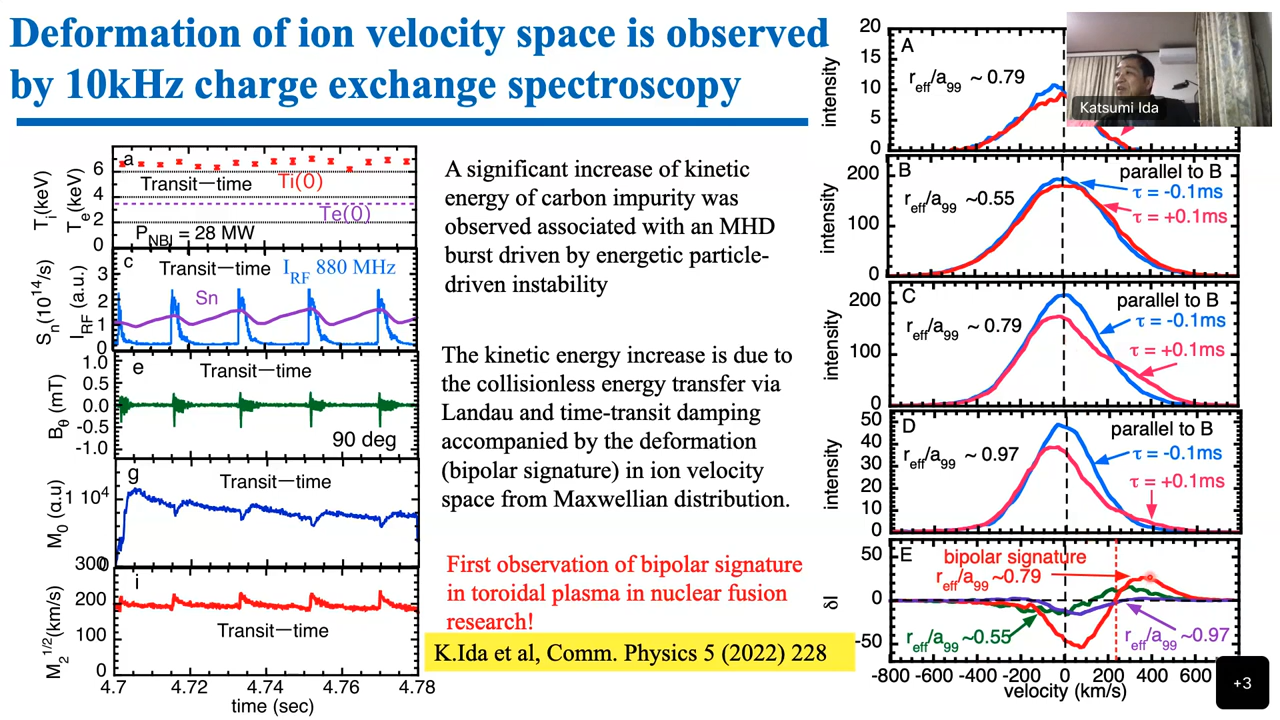 Deformation of ion velocity space is observed
by 10kHz charge exchange spectroscopy
a
6
4
2
0
Ti(keV)
Te(keV)
Transit—time
Ti(0)
Te(0)
PNBI = 28 MW
c
Transit—time
IRF 880 MHz
Sn
3
2
1
0
Sn(10^14/s)
IRF (a.u.)
e
Transit—time
1.0
0.5
0.0
-0.5
-1.0
Bθ (mT)
90 deg
g
Transit—time
1 10^4
M0 (a.u)
0
i
300
200
100
0
M2^1/2(km/s)
Transit—time
4.7 4.72 4.74 4.76 4.78
time (sec)
A significant increase of kinetic
energy of carbon impurity was
observed associated with an MHD
burst driven by energetic particle-
driven instability
The kinetic energy increase is due to
the collisionless energy transfer via
Landau and time-transit damping
accompanied by the deformation
(bipolar signature) in ion velocity
space from Maxwellian distribution.
First observation of bipolar signature
in toroidal plasma in nuclear fusion
research!
K.Ida et al, Comm. Physics 5 (2022) 228
A
reff/a99 ~ 0.79
20
15
10
5
0
intensity
Katsumi Ida
B
parallel to B
reff/a99 ~ 0.55
τ = -0.1ms
τ = +0.1ms
200
100
0
intensity
C
parallel to B
reff/a99 ~ 0.79
τ = -0.1ms
τ = +0.1ms
200
100
0
intensity
D
parallel to B
reff/a99 ~ 0.97
τ = -0.1ms
τ = +0.1ms
50
40
30
20
10
0
intensity
E
bipolar signature
reff/a99 ~0.79
reff/a99 ~0.55
reff/a99 ~0.97
50
0
-50
δI
-800 -600 -400 -200 0 200 400 600
velocity (km/s)
+3